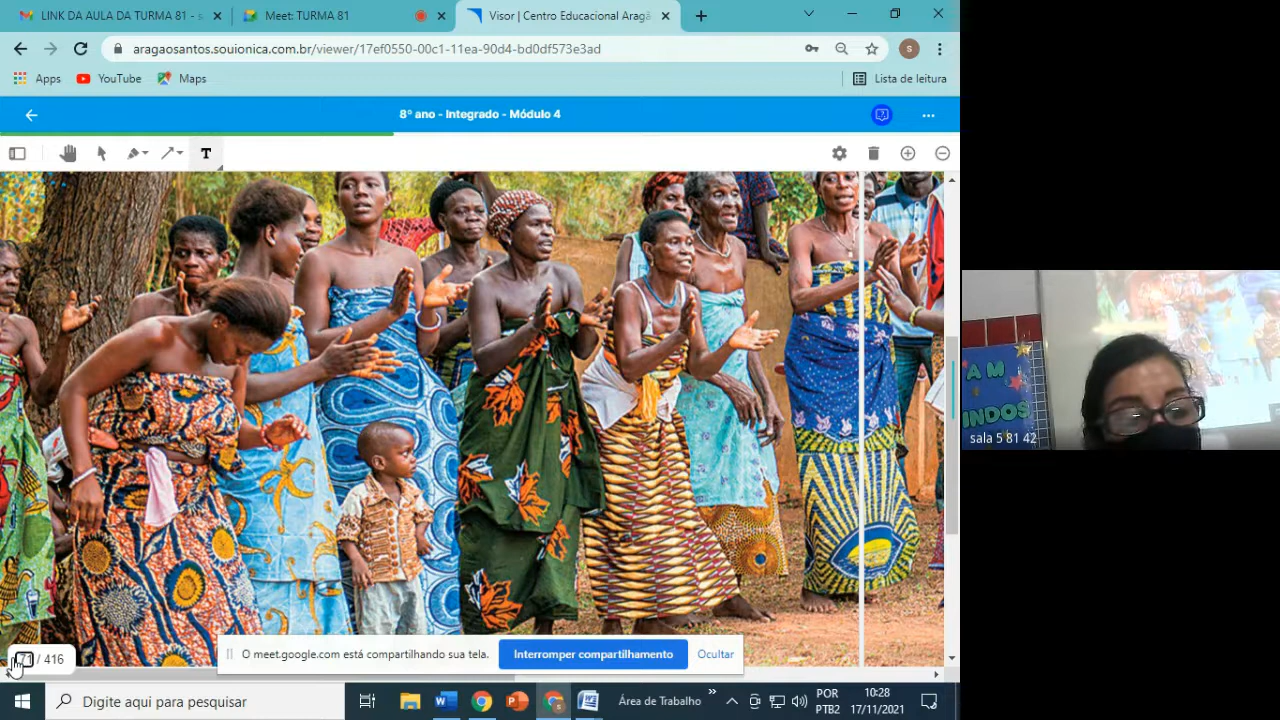 LINK DA AULA DA TURMA 81 - s
Meet: TURMA 81
Visor | Centro Educacional Aragã
aragaosantos.souionica.com.br/viewer/17ef0550-00c1-11ea-90d4-bd0df573e3ad
s
Apps
YouTube
Maps
Lista de leitura
8º ano - Integrado - Módulo 4
T
AM
INDOS
sala 5 81 42
/ 416
O meet.google.com está compartilhando sua tela.
Interromper compartilhamento
Ocultar
Digite aqui para pesquisar
Área de Trabalho
POR
PTB2
10:28
17/11/2021